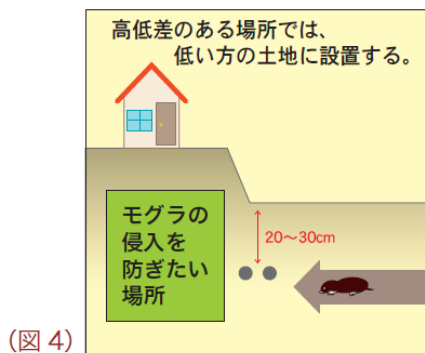 高低差のある場所では、
低い方の土地に設置する。
モグラの
侵入を
防ぎたい
場所
20〜30cm
(図 4)